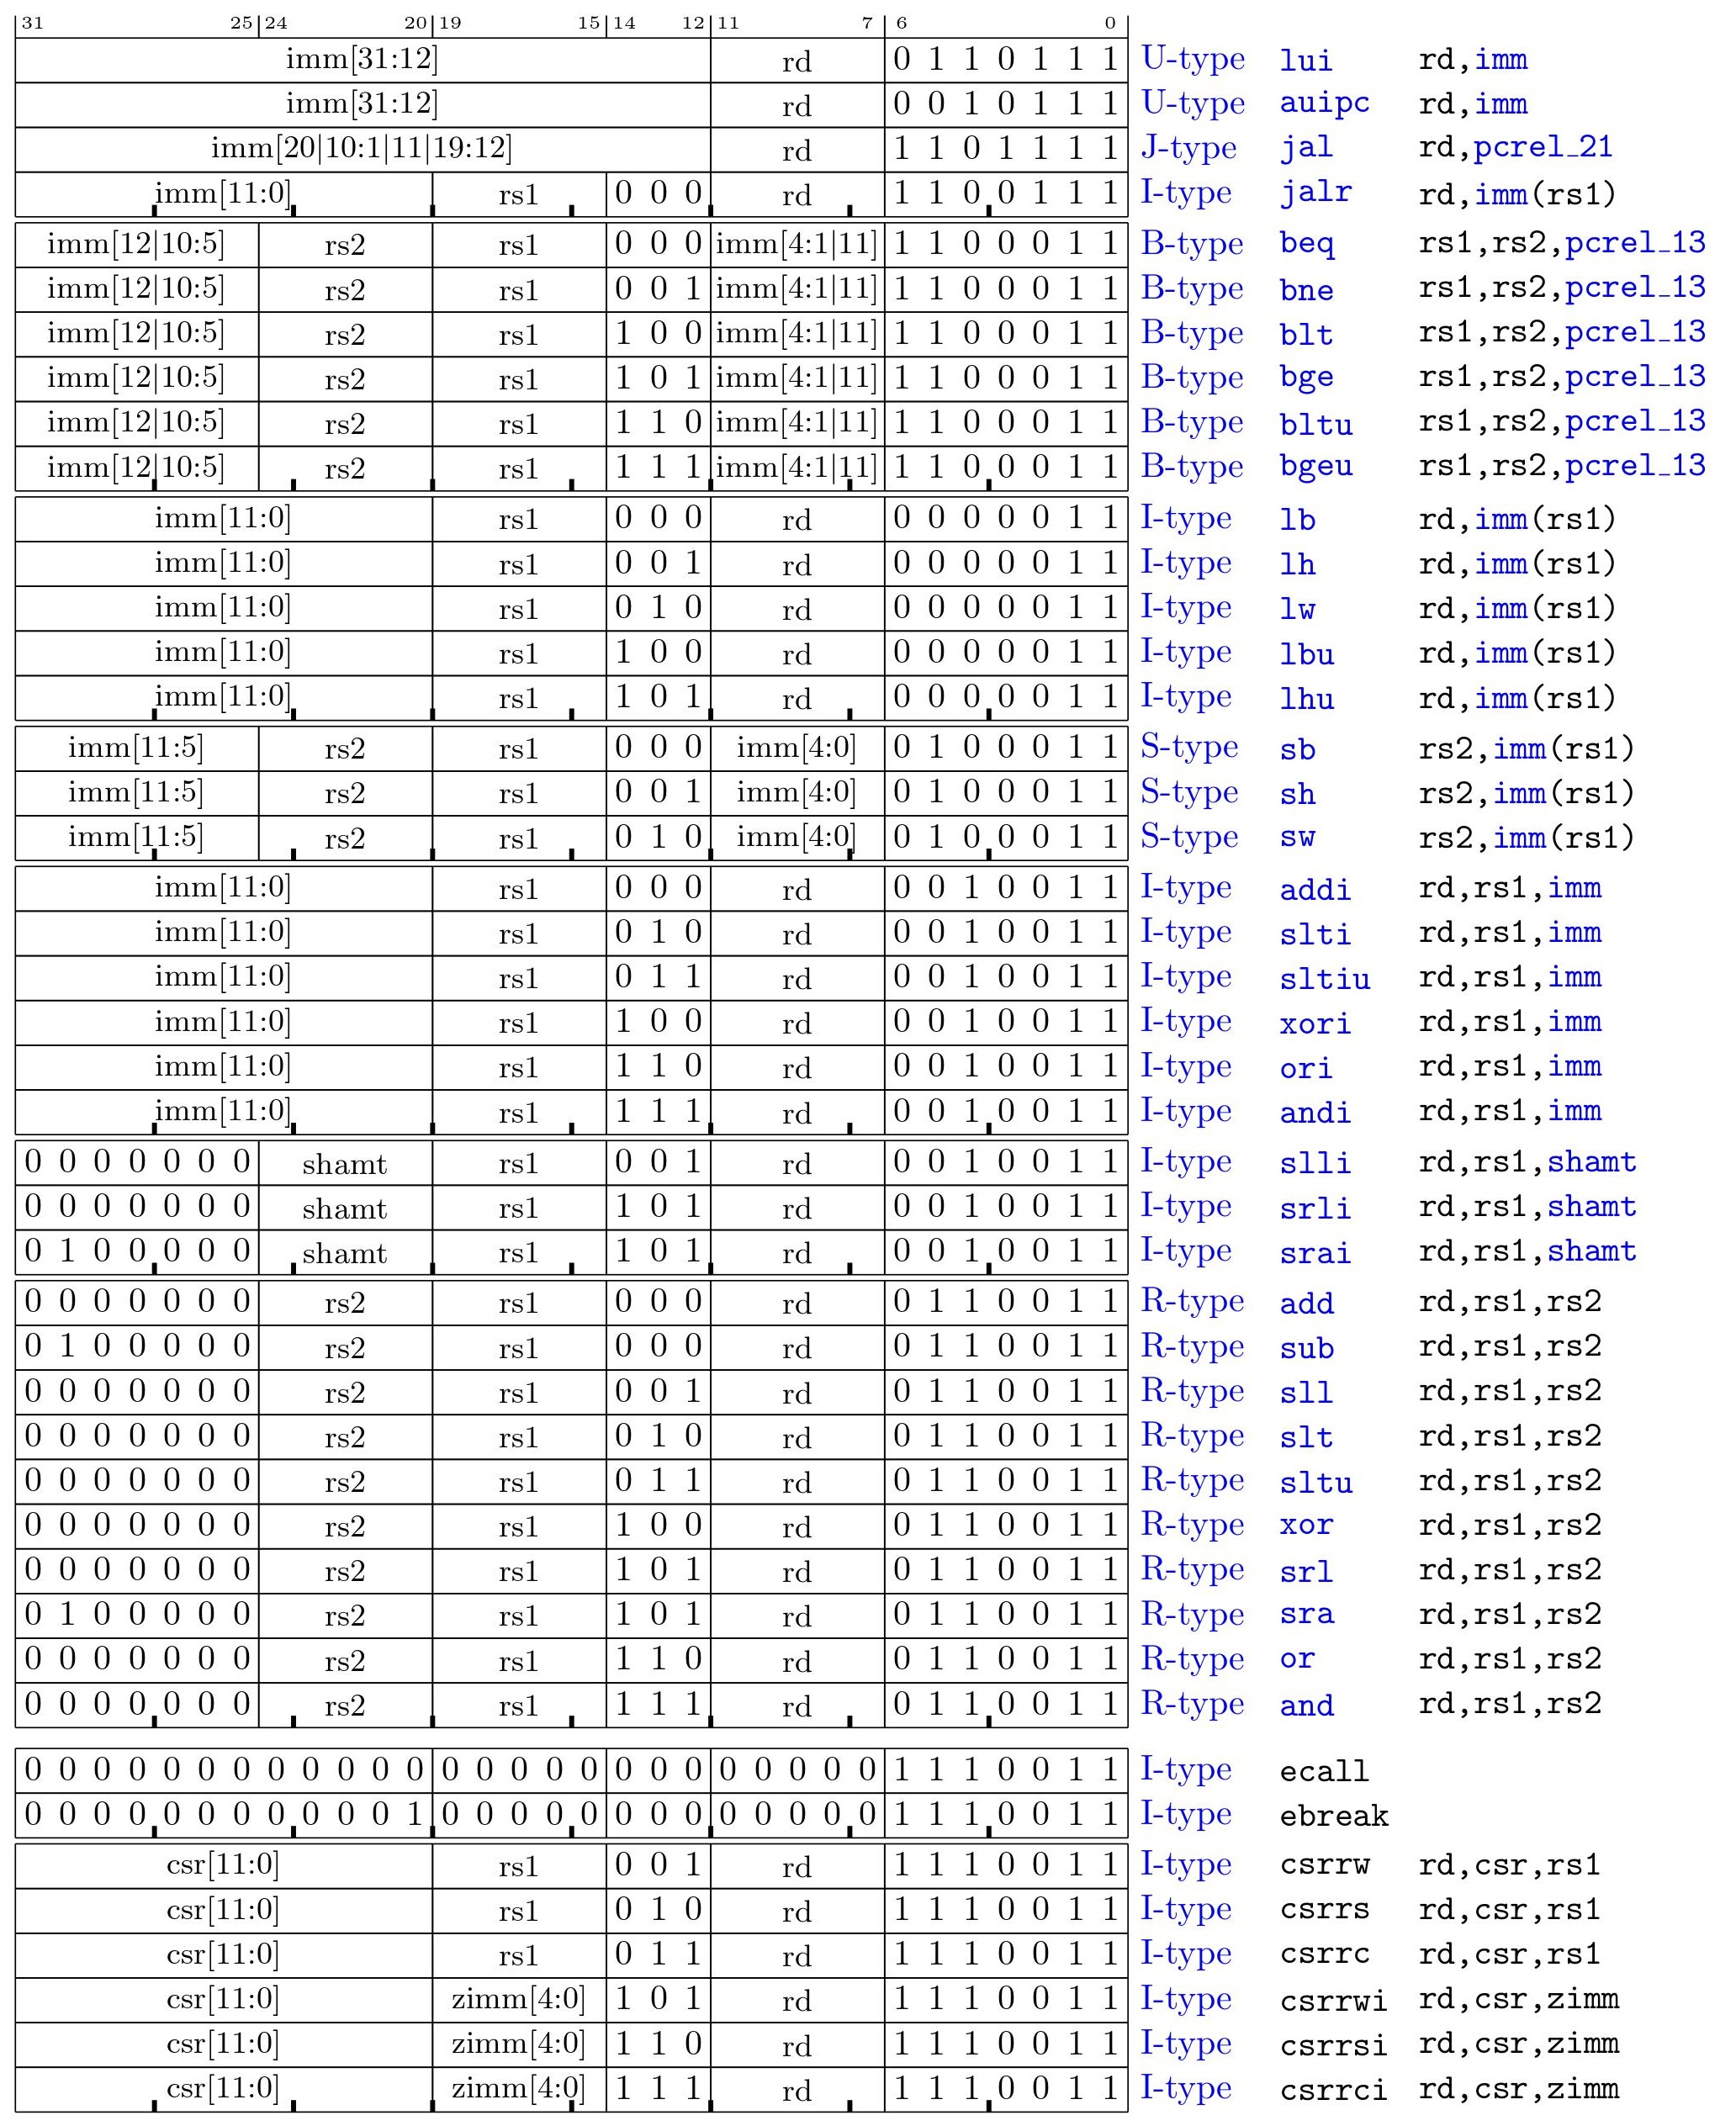 31 25 24 20 19 15 14 12 11 7 6 0
imm[31:12] rd 0 1 1 0 1 1 1 U-type lui rd,imm
imm[31:12] rd 0 0 1 0 1 1 1 U-type auipc rd,imm
imm[20|10:1|11|19:12] rd 1 1 0 1 1 1 1 J-type jal rd,pcrel_21
imm[11:0] rs1 0 0 0 rd 1 1 0 0 1 1 1 I-type jalr rd,imm(rs1)
imm[12|10:5] rs2 rs1 0 0 0 imm[4:1|11] 1 1 0 0 0 1 1 B-type beq rs1,rs2,pcrel_13
imm[12|10:5] rs2 rs1 0 0 1 imm[4:1|11] 1 1 0 0 0 1 1 B-type bne rs1,rs2,pcrel_13
imm[12|10:5] rs2 rs1 1 0 0 imm[4:1|11] 1 1 0 0 0 1 1 B-type blt rs1,rs2,pcrel_13
imm[12|10:5] rs2 rs1 1 0 1 imm[4:1|11] 1 1 0 0 0 1 1 B-type bge rs1,rs2,pcrel_13
imm[12|10:5] rs2 rs1 1 1 0 imm[4:1|11] 1 1 0 0 0 1 1 B-type bltu rs1,rs2,pcrel_13
imm[12|10:5] rs2 rs1 1 1 1 imm[4:1|11] 1 1 0 0 0 1 1 B-type bgeu rs1,rs2,pcrel_13
imm[11:0] rs1 0 0 0 rd 0 0 0 0 0 1 1 I-type lb rd,imm(rs1)
imm[11:0] rs1 0 0 1 rd 0 0 0 0 0 1 1 I-type lh rd,imm(rs1)
imm[11:0] rs1 0 1 0 rd 0 0 0 0 0 1 1 I-type lw rd,imm(rs1)
imm[11:0] rs1 1 0 0 rd 0 0 0 0 0 1 1 I-type lbu rd,imm(rs1)
imm[11:0] rs1 1 0 1 rd 0 0 0 0 0 1 1 I-type lhu rd,imm(rs1)
imm[11:5] rs2 rs1 0 0 0 imm[4:0] 0 1 0 0 0 1 1 S-type sb rs2,imm(rs1)
imm[11:5] rs2 rs1 0 0 1 imm[4:0] 0 1 0 0 0 1 1 S-type sh rs2,imm(rs1)
imm[11:5] rs2 rs1 0 1 0 imm[4:0] 0 1 0 0 0 1 1 S-type sw rs2,imm(rs1)
imm[11:0] rs1 0 0 0 rd 0 0 1 0 0 1 1 I-type addi rd,rs1,imm
imm[11:0] rs1 0 1 0 rd 0 0 1 0 0 1 1 I-type slti rd,rs1,imm
imm[11:0] rs1 0 1 1 rd 0 0 1 0 0 1 1 I-type sltiu rd,rs1,imm
imm[11:0] rs1 1 0 0 rd 0 0 1 0 0 1 1 I-type xori rd,rs1,imm
imm[11:0] rs1 1 1 0 rd 0 0 1 0 0 1 1 I-type ori rd,rs1,imm
imm[11:0] rs1 1 1 1 rd 0 0 1 0 0 1 1 I-type andi rd,rs1,imm
0 0 0 0 0 0 0 shamt rs1 0 0 1 rd 0 0 1 0 0 1 1 I-type slli rd,rs1,shamt
0 0 0 0 0 0 0 shamt rs1 1 0 1 rd 0 0 1 0 0 1 1 I-type srli rd,rs1,shamt
0 1 0 0 0 0 0 shamt rs1 1 0 1 rd 0 0 1 0 0 1 1 I-type srai rd,rs1,shamt
0 0 0 0 0 0 0 rs2 rs1 0 0 0 rd 0 1 1 0 0 1 1 R-type add rd,rs1,rs2
0 1 0 0 0 0 0 rs2 rs1 0 0 0 rd 0 1 1 0 0 1 1 R-type sub rd,rs1,rs2
0 0 0 0 0 0 0 rs2 rs1 0 0 1 rd 0 1 1 0 0 1 1 R-type sll rd,rs1,rs2
0 0 0 0 0 0 0 rs2 rs1 0 1 0 rd 0 1 1 0 0 1 1 R-type slt rd,rs1,rs2
0 0 0 0 0 0 0 rs2 rs1 0 1 1 rd 0 1 1 0 0 1 1 R-type sltu rd,rs1,rs2
0 0 0 0 0 0 0 rs2 rs1 1 0 0 rd 0 1 1 0 0 1 1 R-type xor rd,rs1,rs2
0 0 0 0 0 0 0 rs2 rs1 1 0 1 rd 0 1 1 0 0 1 1 R-type srl rd,rs1,rs2
0 1 0 0 0 0 0 rs2 rs1 1 0 1 rd 0 1 1 0 0 1 1 R-type sra rd,rs1,rs2
0 0 0 0 0 0 0 rs2 rs1 1 1 0 rd 0 1 1 0 0 1 1 R-type or rd,rs1,rs2
0 0 0 0 0 0 0 rs2 rs1 1 1 1 rd 0 1 1 0 0 1 1 R-type and rd,rs1,rs2
0 0 0 0 0 0 0 0 0 0 0 0 0 0 0 0 0 0 0 0 0 0 0 0 0 1 1 1 0 0 1 1 I-type ecall
0 0 0 0 0 0 0 0 0 0 0 1 0 0 0 0 0 0 0 0 0 0 0 0 0 1 1 1 0 0 1 1 I-type ebreak
csr[11:0] rs1 0 0 1 rd 1 1 1 0 0 1 1 I-type csrrw rd,csr,rs1
csr[11:0] rs1 0 1 0 rd 1 1 1 0 0 1 1 I-type csrrs rd,csr,rs1
csr[11:0] rs1 0 1 1 rd 1 1 1 0 0 1 1 I-type csrrc rd,csr,rs1
csr[11:0] zimm[4:0] 1 0 1 rd 1 1 1 0 0 1 1 I-type csrrwi rd,csr,zimm
csr[11:0] zimm[4:0] 1 1 0 rd 1 1 1 0 0 1 1 I-type csrrsi rd,csr,zimm
csr[11:0] zimm[4:0] 1 1 1 rd 1 1 1 0 0 1 1 I-type csrrci rd,csr,zimm